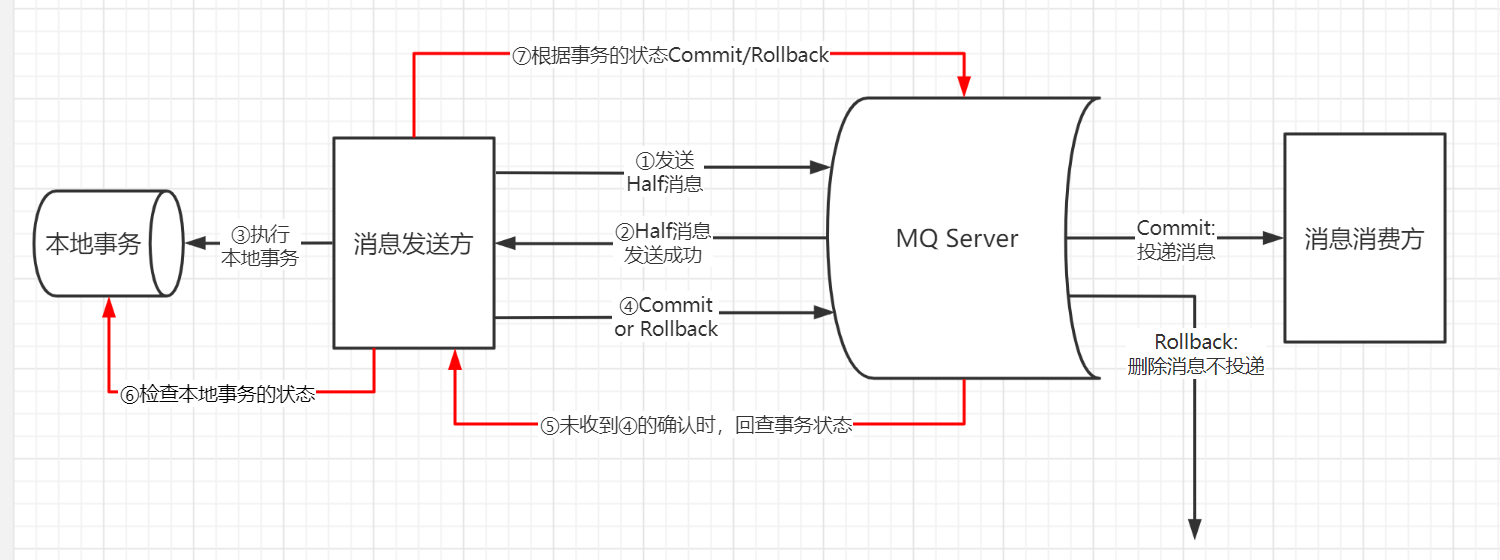 ⑦根据事务的状态Commit/Rollback
①发送
Half消息
本地事务
③执行
本地事务
消息发送方
②Half消息
发送成功
MQ Server
Commit:
投递消息
消息消费方
④Commit
or Rollback
Rollback:
删除消息不投递
⑥检查本地事务的状态
⑤未收到④的确认时，回查事务状态